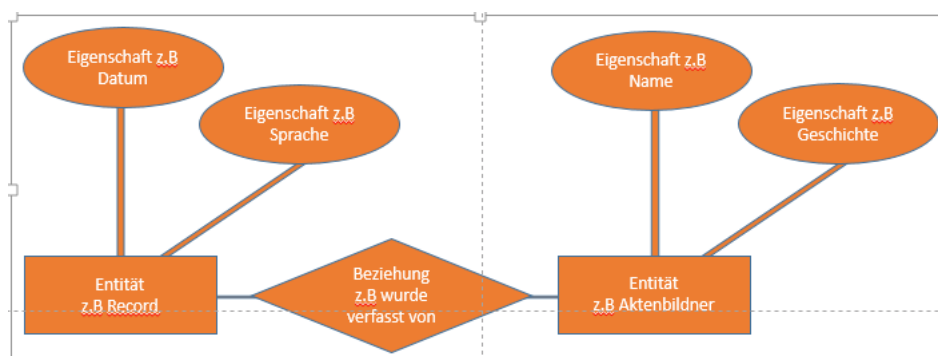 Eigenschaft z.B
Datum
Eigenschaft z.B
Sprache
Eigenschaft z.B
Name
Eigenschaft z.B
Geschichte
Entität
z.B Record
Beziehung
z.B wurde
verfasst von
Entität
z.B Aktenbildner